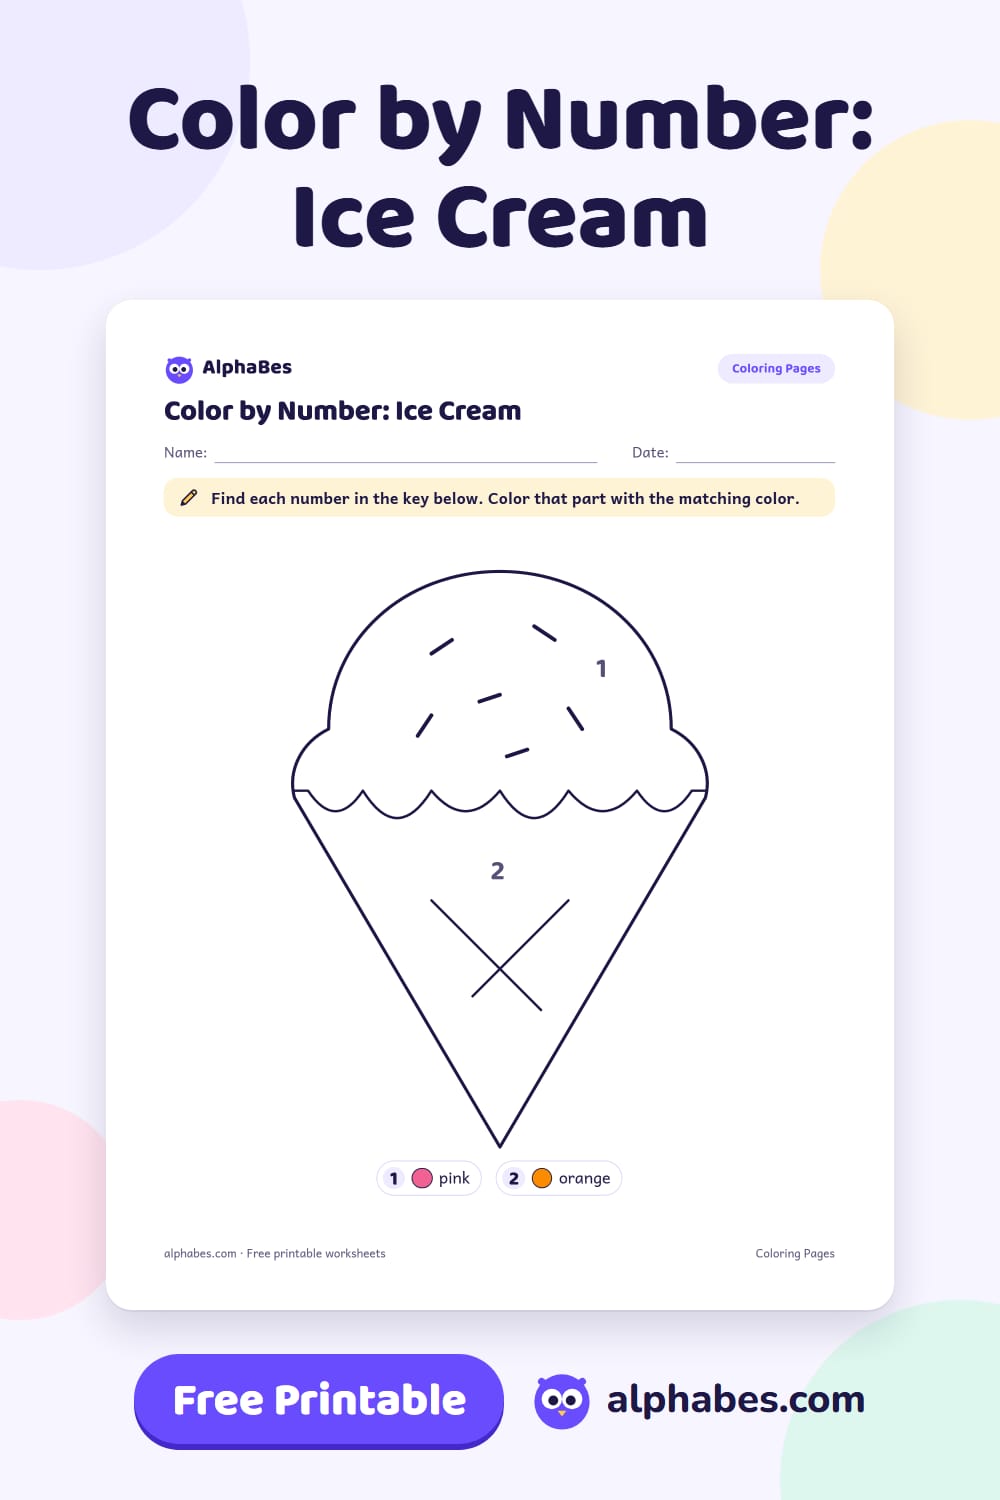 Color by Number:
Ice Cream
AlphaBes
Coloring Pages
Color by Number: Ice Cream
Name:
Date:
Find each number in the key below. Color that part with the matching color.
1
2
1 pink 2 orange
alphabes.com · Free printable worksheets
Coloring Pages
Free Printable
alphabes.com